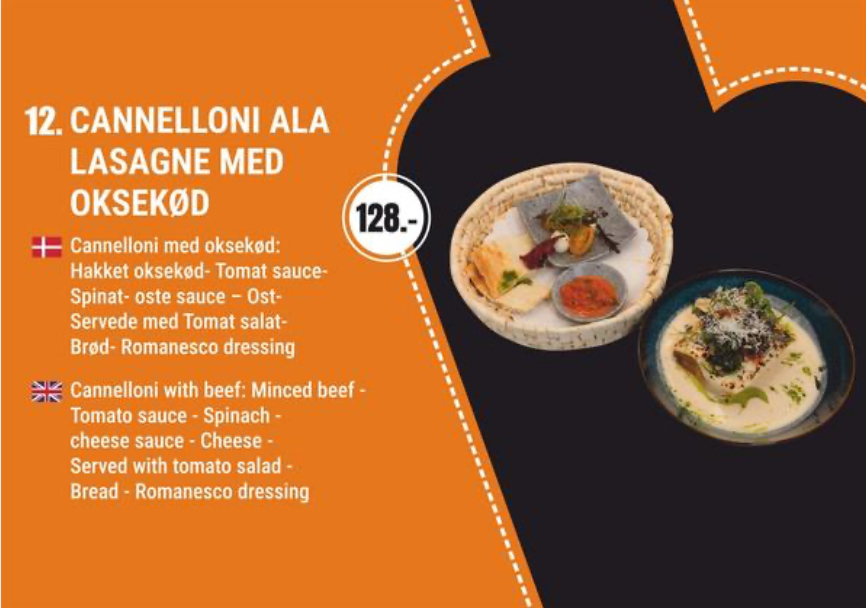 12. CANNELLONI ALA
LASAGNE MED
OKSEKØD
128.-
Cannelloni med oksekød:
Hakket oksekød- Tomat sauce-
Spinat- oste sauce – Ost-
Servede med Tomat salat-
Brød- Romanesco dressing
Cannelloni with beef: Minced beef -
Tomato sauce - Spinach -
cheese sauce - Cheese -
Served with tomato salad -
Bread - Romanesco dressing